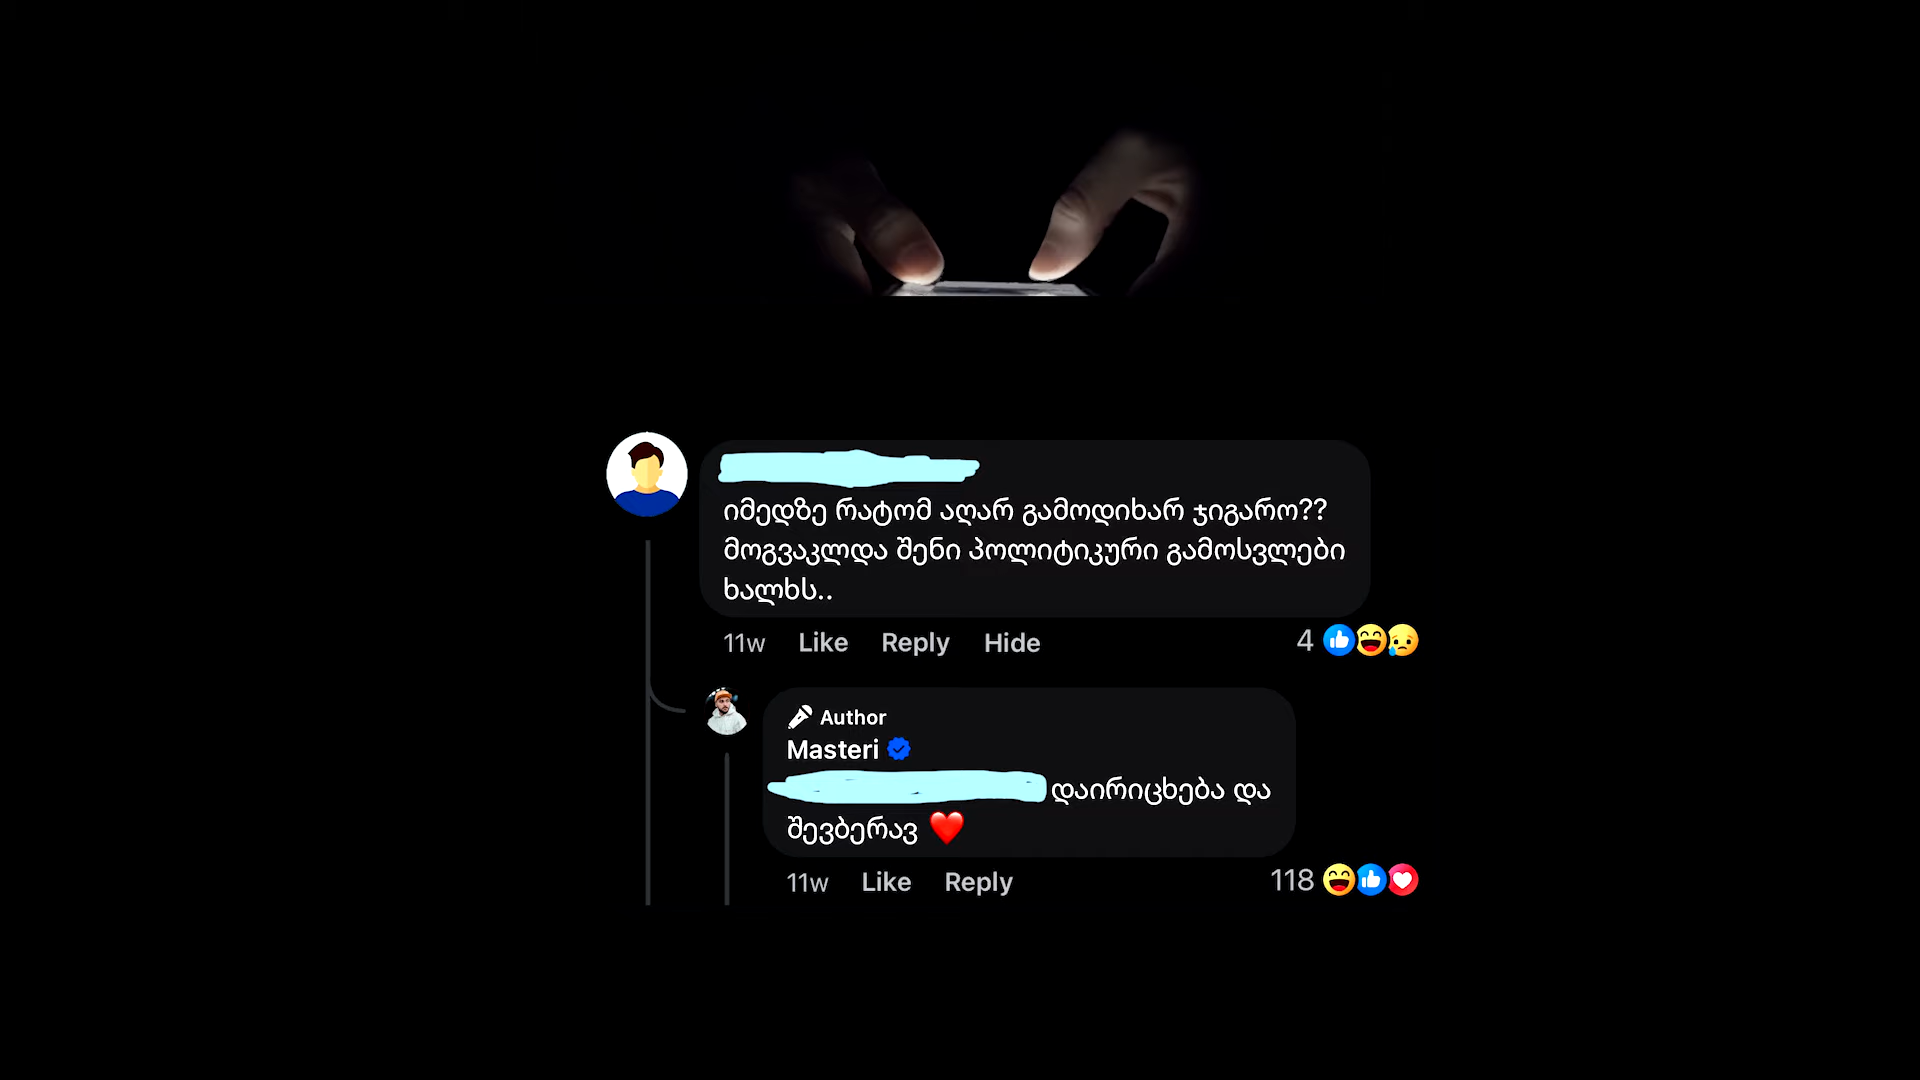 იმედზე რატომ აღარ გამოდიხარ ჯიგარო??
მოგვაკლდა შენი პოლიტიკური გამოსვლები
ხალხს..
11w Like Reply Hide 4
Author
Masteri
დაირიცხება და
შევბერავ ❤️
11w Like Reply 118